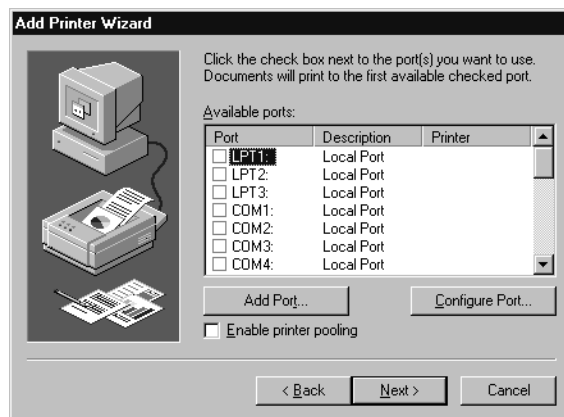 Add Printer Wizard
Click the check box next to the port(s) you want to use.
Documents will print to the first available checked port.
Available ports:
Port Description Printer
LPT1: Local Port
LPT2: Local Port
LPT3: Local Port
COM1: Local Port
COM2: Local Port
COM3: Local Port
COM4: Local Port
Add Port... Configure Port...
Enable printer pooling
< Back Next > Cancel